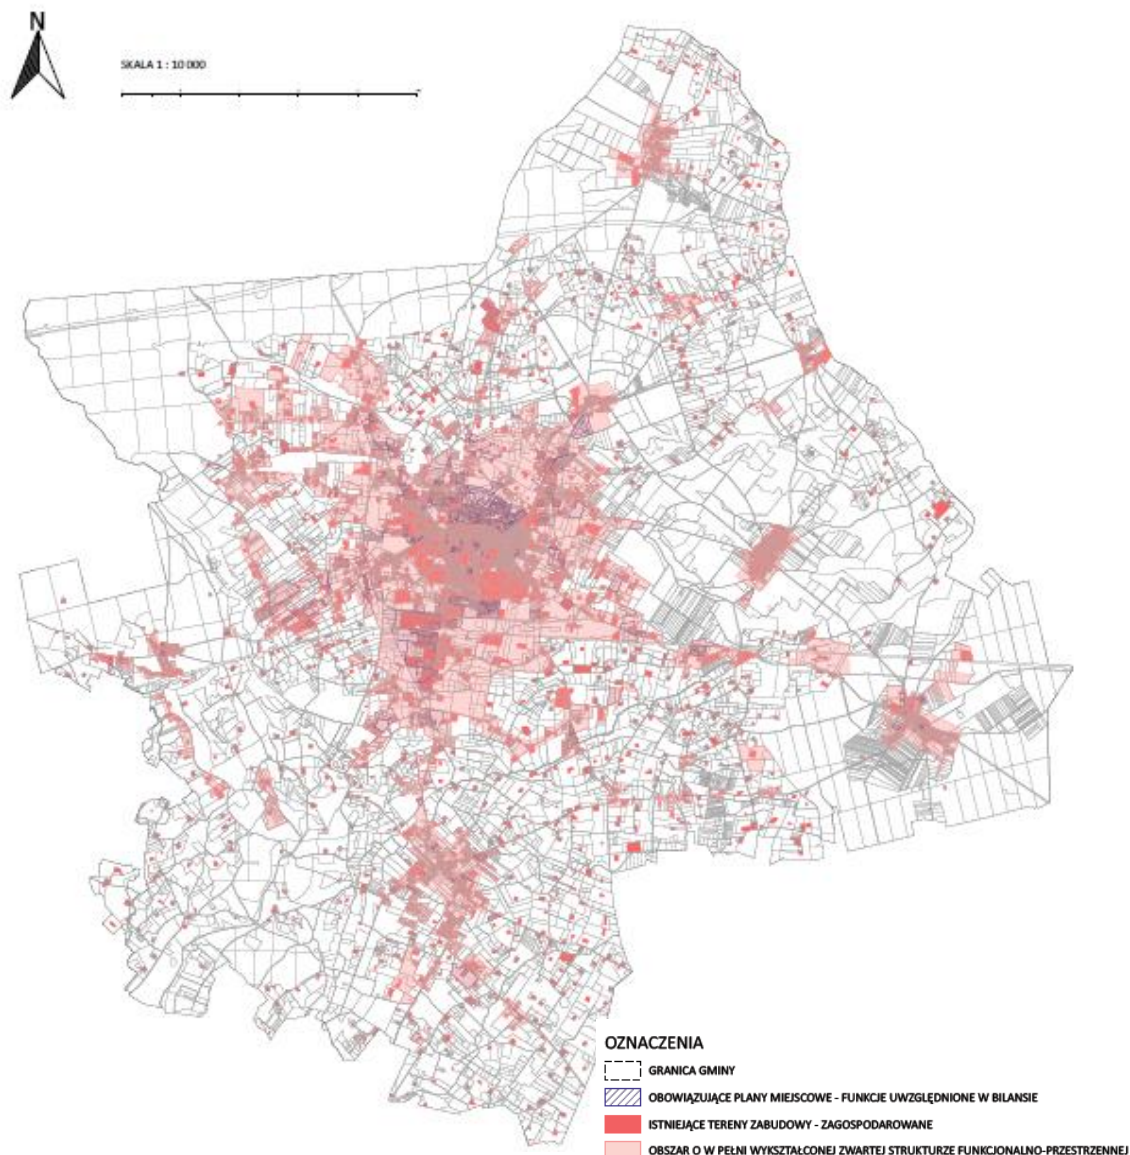 N
SKALA 1 : 10 000
OZNACZENIA
GRANICA GMINY
OBOWIĄZUJĄCE PLANY MIEJSCOWE - FUNKCJE UWZGLĘDNIONE W BILANSIE
ISTNIEJĄCE TERENY ZABUDOWY - ZAGOSPODAROWANE
OBSZAR O W PEŁNI WYKSZTAŁCONEJ ZWARTEJ STRUKTURZE FUNKCJONALNO-PRZESTRZENNEJ